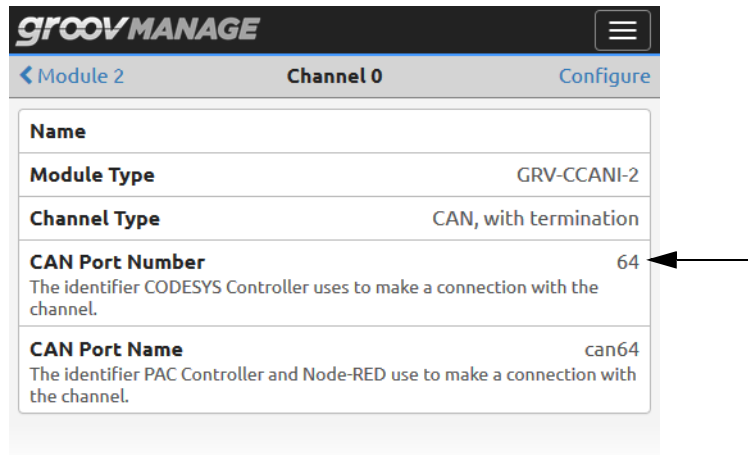 groov MANAGE
Module 2 Channel 0 Configure
Name
Module Type GRV-CCANI-2
Channel Type CAN, with termination
CAN Port Number 64
The identifier CODESYS Controller uses to make a connection with the
channel.
CAN Port Name can64
The identifier PAC Controller and Node-RED use to make a connection with
the channel.